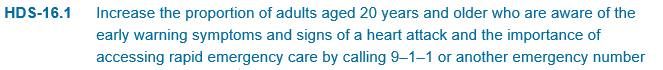 HDS-16.1 Increase the proportion of adults aged 20 years and older who are aware of the
early warning symptoms and signs of a heart attack and the importance of
accessing rapid emergency care by calling 9–1–1 or another emergency number